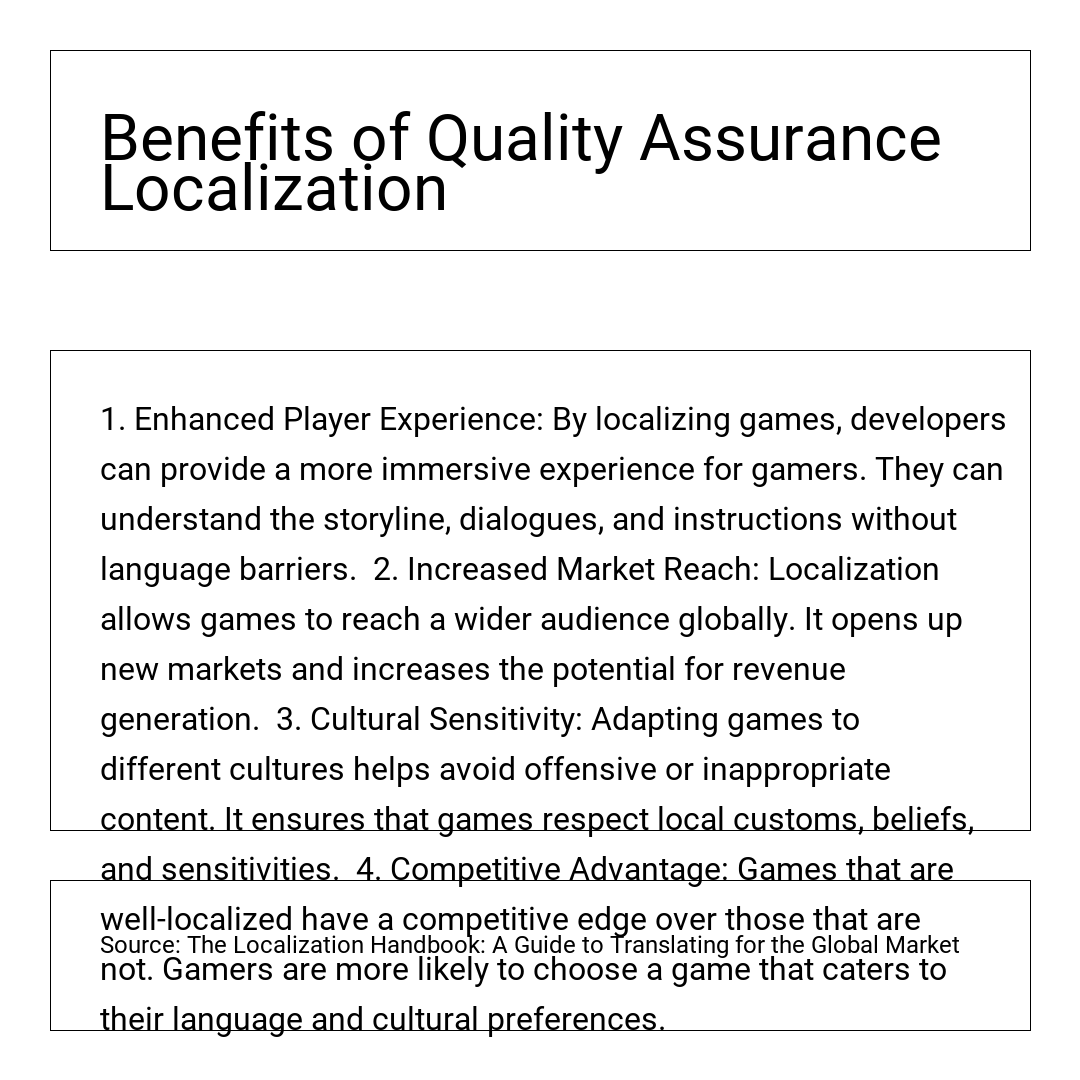 Benefits of Quality Assurance
Localization
1. Enhanced Player Experience: By localizing games, developers
can provide a more immersive experience for gamers. They can
understand the storyline, dialogues, and instructions without
language barriers.  2. Increased Market Reach: Localization
allows games to reach a wider audience globally. It opens up
new markets and increases the potential for revenue
generation.  3. Cultural Sensitivity: Adapting games to
different cultures helps avoid offensive or inappropriate
content. It ensures that games respect local customs, beliefs,
and sensitivities.  4. Competitive Advantage: Games that are
well-localized have a competitive edge over those that are
not. Gamers are more likely to choose a game that caters to
their language and cultural preferences.
Source: The Localization Handbook: A Guide to Translating for the Global Market